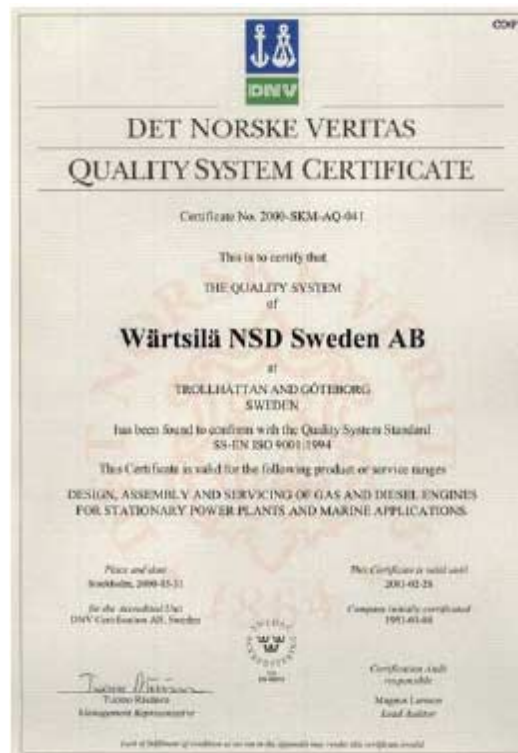 COPY
DNV
DET NORSKE VERITAS
QUALITY SYSTEM CERTIFICATE
Certificate No. 2000-SKM-AQ-041
This is to certify that
THE QUALITY SYSTEM
of
Wärtsilä NSD Sweden AB
at
TROLLHÄTTAN AND GÖTEBORG
SWEDEN
has been found to conform with the Quality System Standard
SS-EN ISO 9001:1994
This Certificate is valid for the following product or service ranges
DESIGN, ASSEMBLY AND SERVICING OF GAS AND DIESEL ENGINES
FOR STATIONARY POWER PLANTS AND MARINE APPLICATIONS
Place and date
Stockholm,
This Certificate is valid until
for the Accredited Unit
DNV Certification AB, Sweden
Company initially certificated
1864
Tuomo
Management Representative
Certification Audit
responsible
Magnus
Lead Auditor